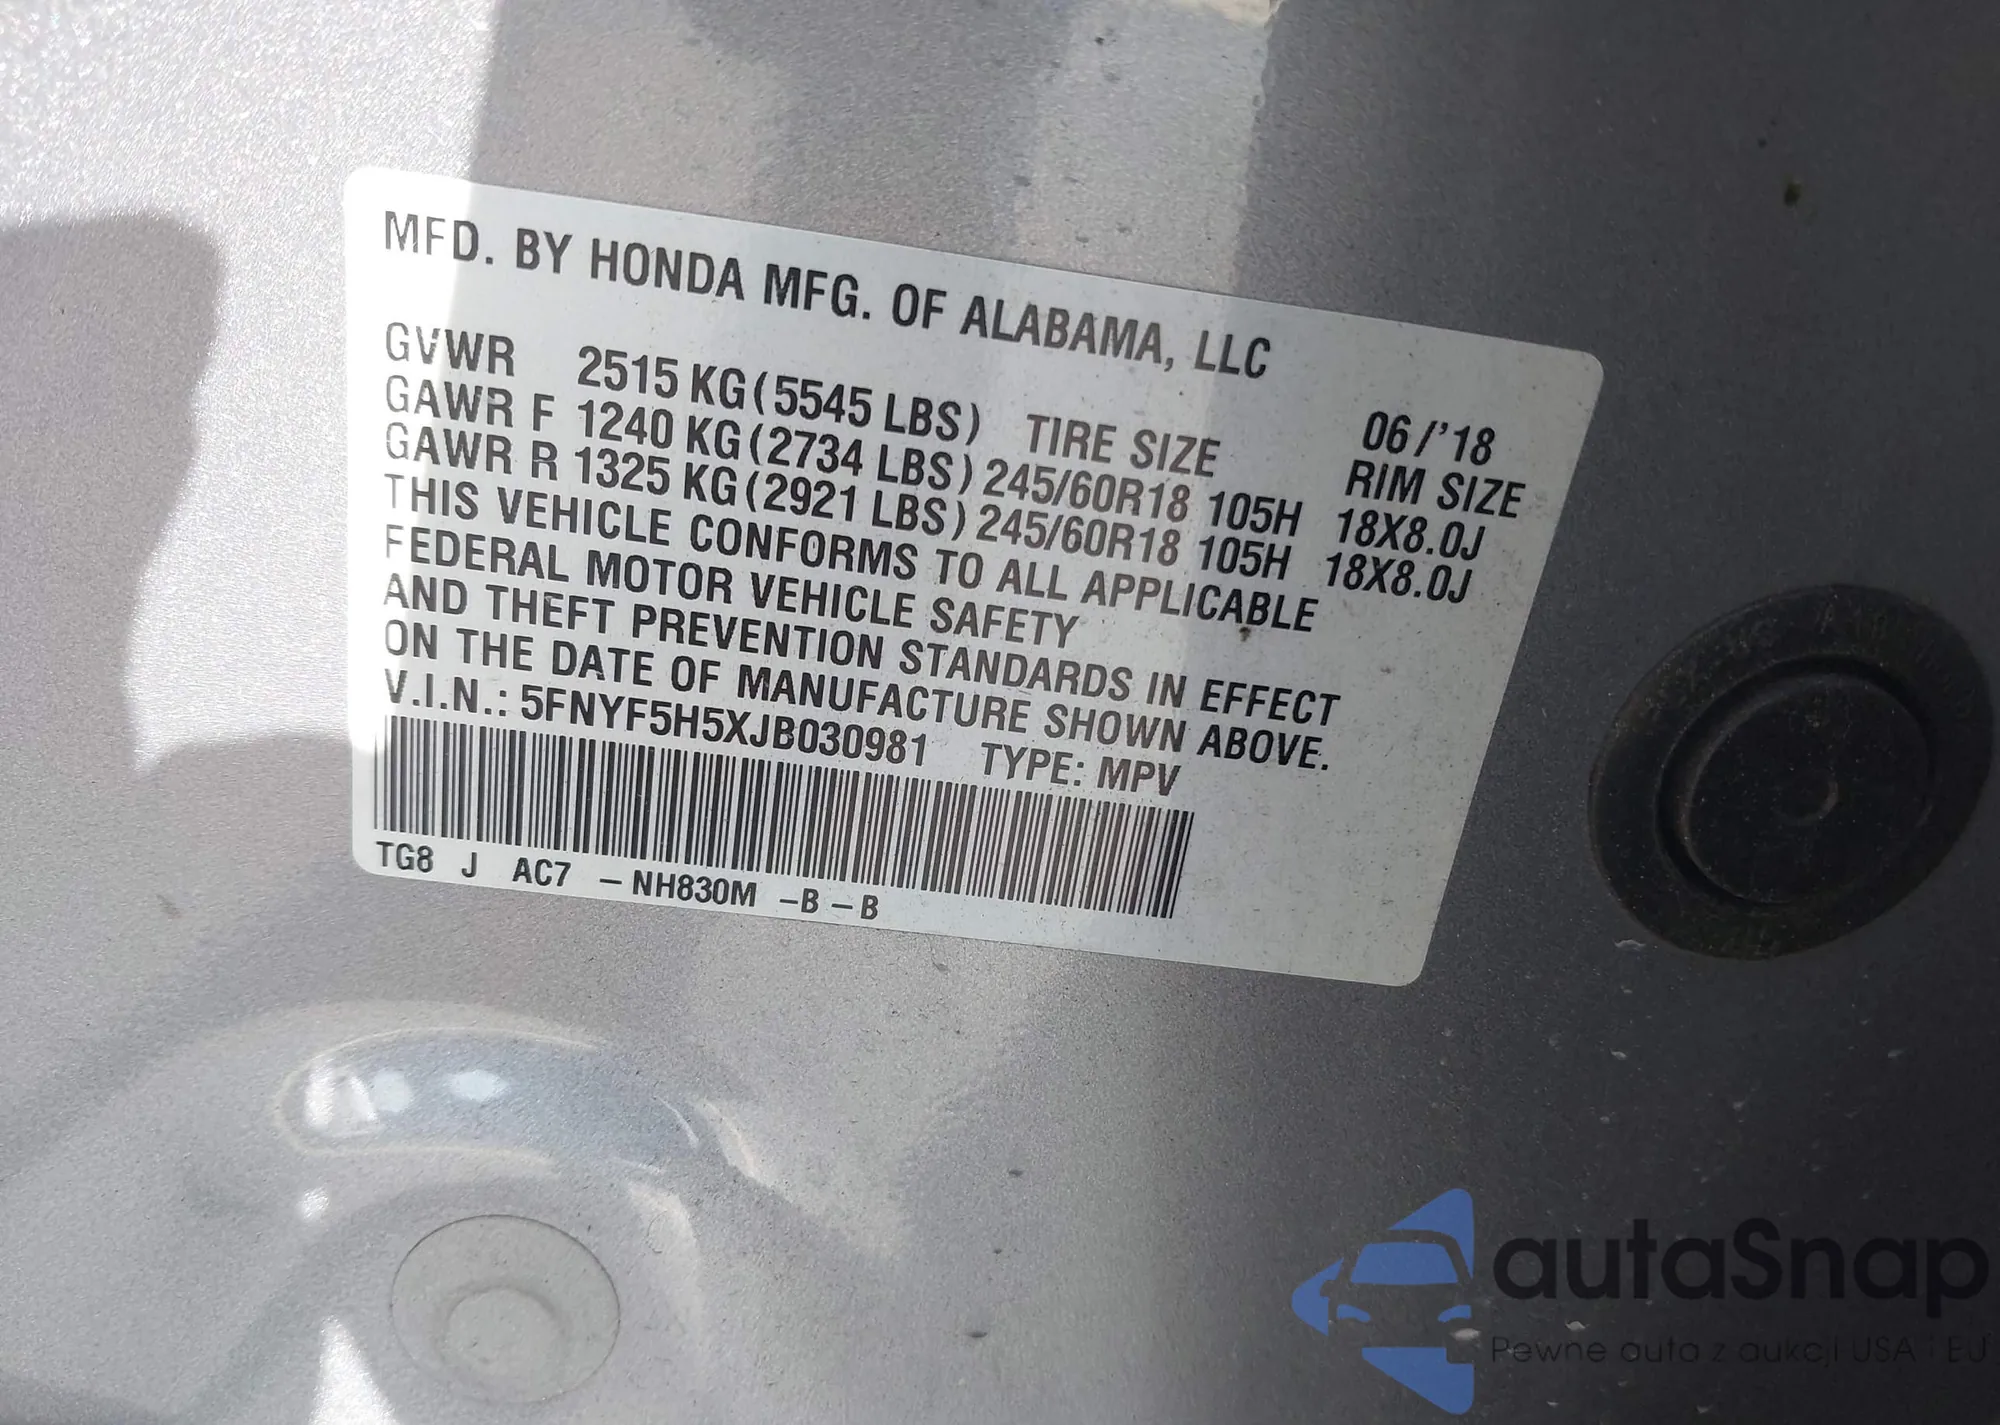 MFD. BY HONDA MFG. OF ALABAMA, LLC
06/'18
GVWR 2515 KG(5545 LBS) TIRE SIZE RIM SIZE
GAWR F 1240 KG(2734 LBS) 245/60R18 105H 18X8.0J
GAWR R 1325 KG(2921 LBS) 245/60R18 105H 18X8.0J
THIS VEHICLE CONFORMS TO ALL APPLICABLE
FEDERAL MOTOR VEHICLE SAFETY
AND THEFT PREVENTION STANDARDS IN EFFECT
ON THE DATE OF MANUFACTURE SHOWN ABOVE.
V.I.N.: 5FNYF5H5XJB030981 TYPE: MPV
TG8 J AC7 -NH830M -B -B
autaSnap
Pewne auta z aukcji USA i EU